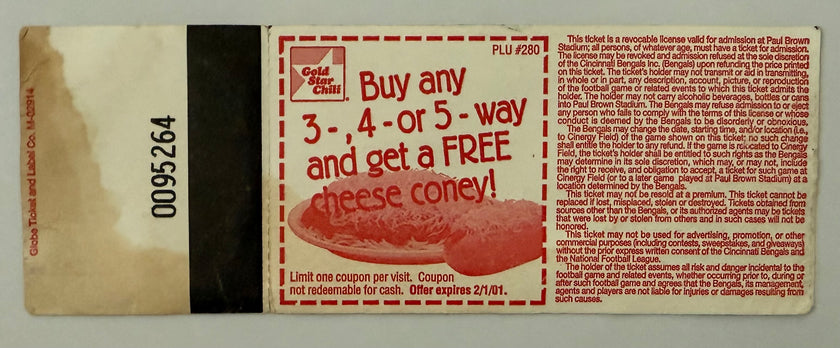 Globe Ticket and Label Co. M-02914
0095264
Gold
Star
Chili
PLU #280
Buy any
3-, 4- or 5 - way
and get a FREE
cheese coney!
Limit one coupon per visit. Coupon
not redeemable for cash. Offer expires 2/1/01.
This ticket is a revocable license valid for admission at Paul Brown
Stadium; all persons, of whatever age, must have a ticket for admission.
The license may be revoked and admission refused at the sole discretion
of the Cincinnati Bengals Inc. (Bengals) upon refunding the price printed
on this ticket. The ticket's holder may not transmit or aid in transmitting,
in whole or in part, any description, account, picture, or reproduction
of the football game or related events to which this ticket admits the
holder. The holder may not carry alcoholic beverages, bottles or cans
into Paul Brown Stadium. The Bengals may refuse admission to or eject
any person who fails to comply with the terms of this license or whose
conduct is deemed by the Bengals to be disorderly or obnoxious.
The Bengals may change the date, starting time, and/or location (i.e.,
to Cinergy Field) of the game shown on this ticket; no such change
shall entitle the holder to any refund. If the game is relocated to Cinergy
Field, the ticket's holder shall be entitled to such rights as the Bengals
may determine in its sole discretion, which may, or may not, include
the right to receive, and obligation to accept, a ticket for such game at
Cinergy Field (or to a later game played at Paul Brown Stadium) at a
location determined by the Bengals.
This ticket may not be resold at a premium. This ticket cannot be
replaced if lost, misplaced, stolen or destroyed. Tickets obtained from
sources other than the Bengals, or its authorized agents may be tickets
that were lost by or stolen from others and in such cases will not be
honored.
This ticket may not be used for advertising, promotion, or other
commercial purposes (including contests, sweepstakes, and giveaways)
without the prior express written consent of the Cincinnati Bengals and
the National Football League.
The holder of the ticket assumes all risk and danger incidental to the
football game and related events, whether occurring prior to, during or
after such football game and agrees that the Bengals, its management,
agents and players are not liable for injuries or damages resulting from
such causes.